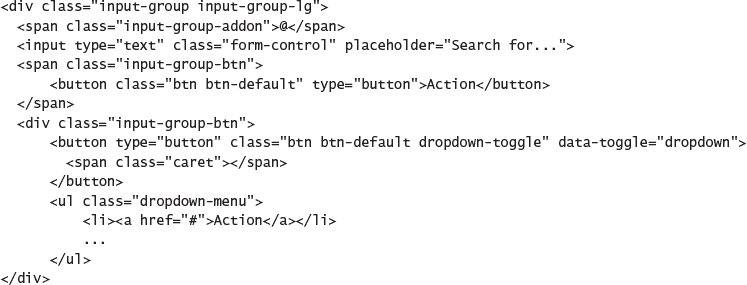 <div class="input-group input-group-lg">
  <span class="input-group-addon">@</span>
  <input type="text" class="form-control" placeholder="Search for...">
  <span class="input-group-btn">
      <button class="btn btn-default" type="button">Action</button>
  </span>
  <div class="input-group-btn">
      <button type="button" class="btn btn-default dropdown-toggle" data-toggle="dropdown">
        <span class="caret"></span>
      </button>
      <ul class="dropdown-menu">
          <li><a href="#">Action</a></li>
          ...
      </ul>
</div>